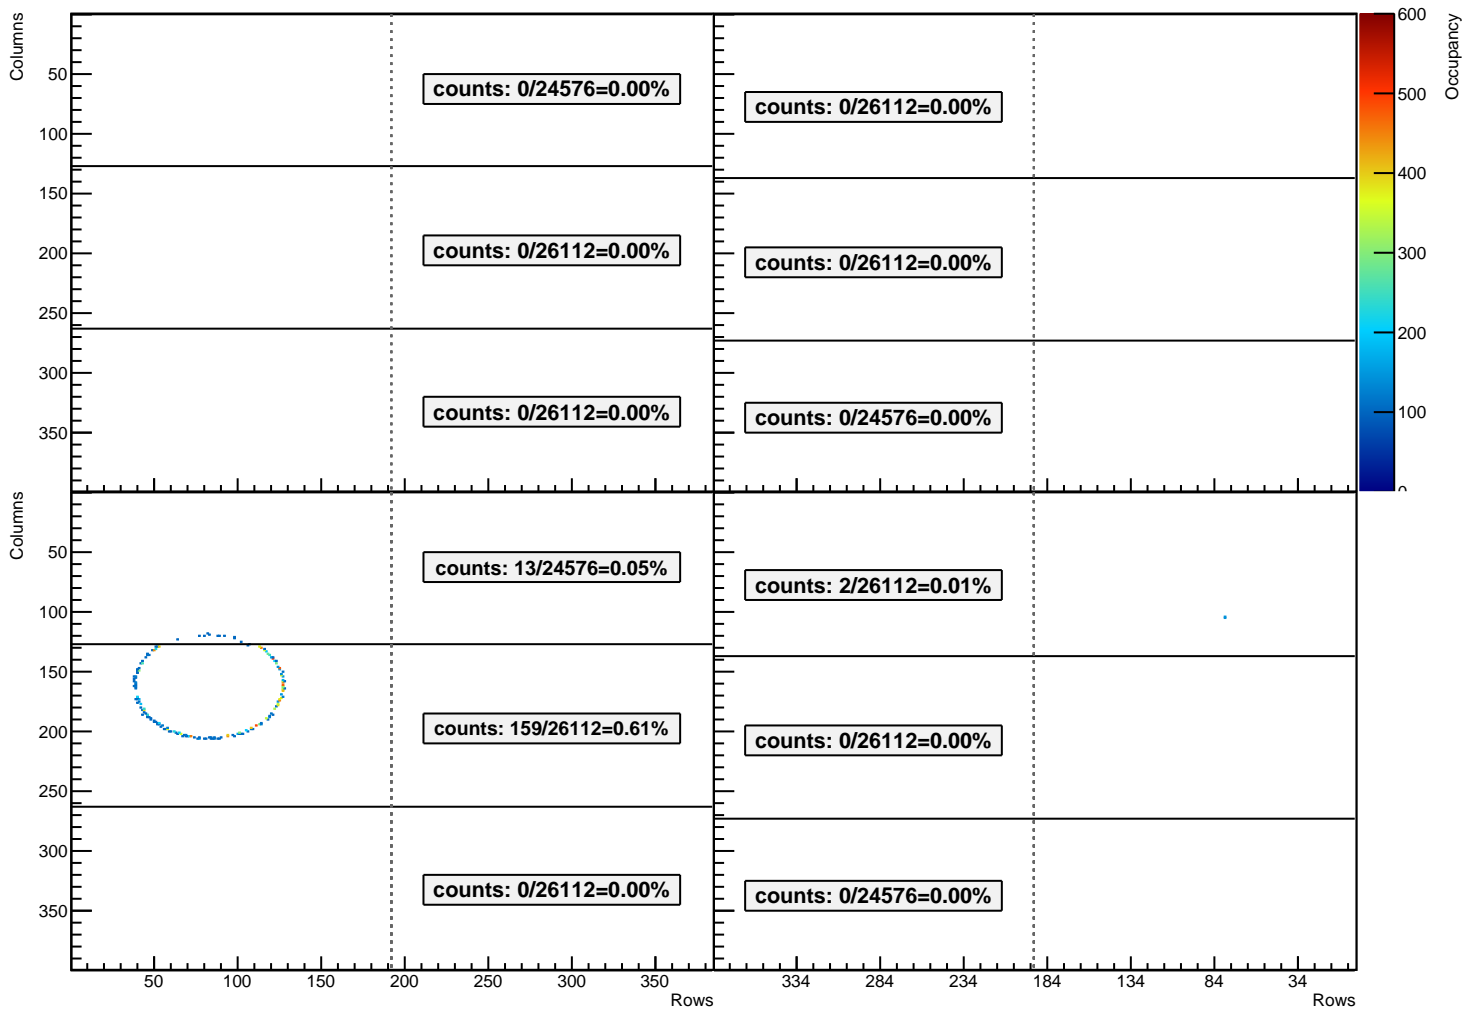 Columns
50
100
150
200
250
300
350
counts: 0/24576=0.00%
counts: 0/26112=0.00%
counts: 0/26112=0.00%
counts: 0/26112=0.00%
counts: 0/26112=0.00%
counts: 0/24576=0.00%
600
500
400
300
200
100
0
Occupancy
Columns
50
100
150
200
250
300
350
counts: 13/24576=0.05%
counts: 159/26112=0.61%
counts: 0/26112=0.00%
counts: 2/26112=0.01%
counts: 0/26112=0.00%
counts: 0/24576=0.00%
50 100 150 200 250 300 350
Rows
334 284 234 184 134 84 34
Rows